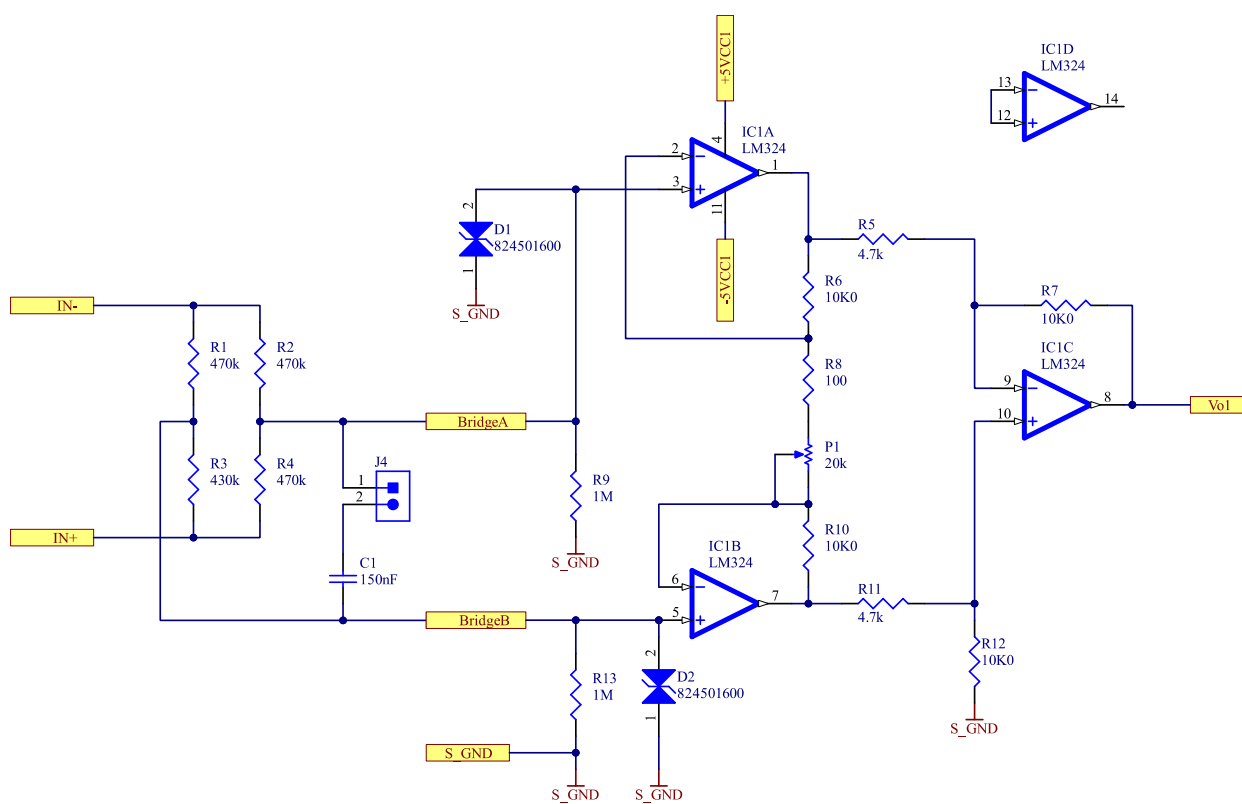 +5VCC1
IC1D
LM324
13
12
14
IC1A
LM324
4
2
3
1
11
-5VCC1
2
D1
824501600
1
S_GND
R5
4.7k
R6
10K0
R7
10K0
IN-
R1
470k
R2
470k
R8
100
IC1C
LM324
9
10
8
Vo1
BridgeA
R3
430k
R4
470k
J4
1
2
P1
20k
R9
1M
S_GND
IN+
R10
10K0
C1
150nF
IC1B
LM324
6
5
7
R11
4.7k
BridgeB
R12
10K0
S_GND
R13
1M
2
D2
824501600
1
S_GND
S_GND
S_GND